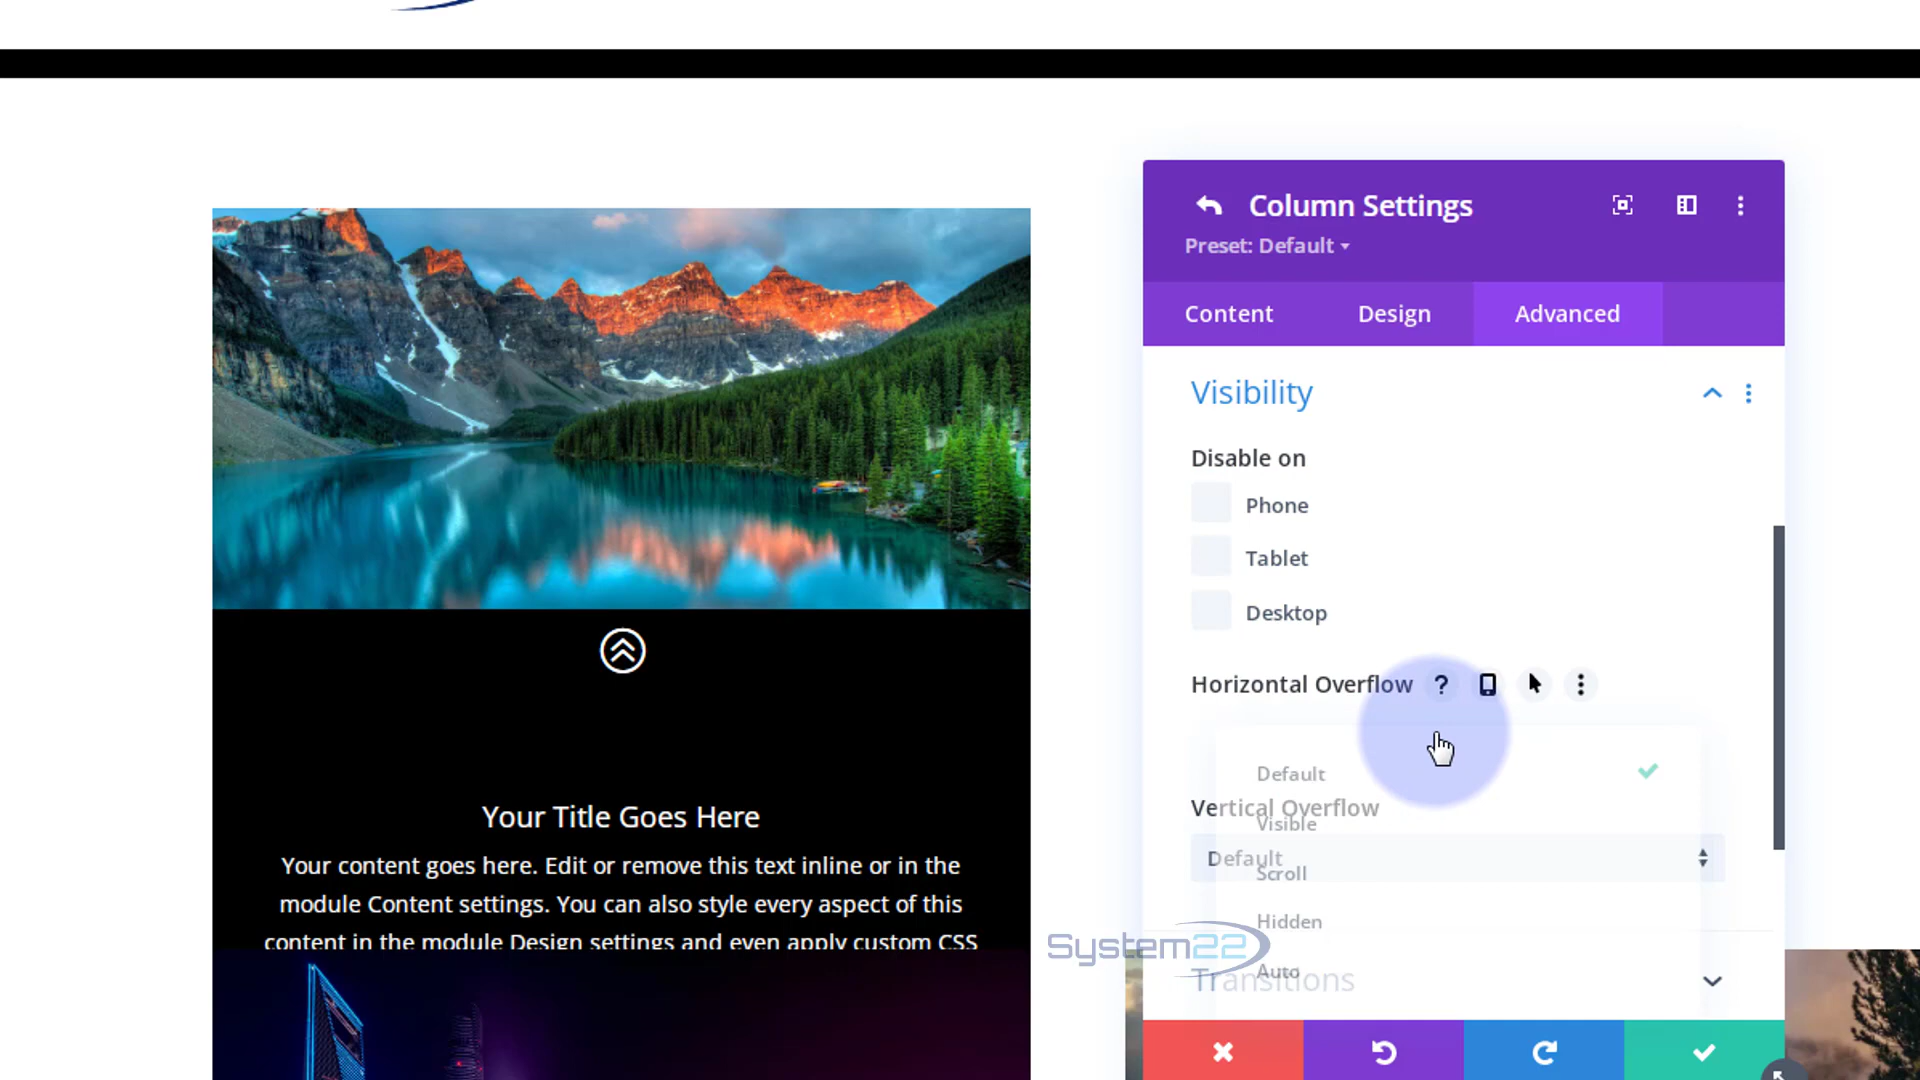 Column Settings
Preset: Default
Content
Design
Advanced
Visibility
Disable on
Phone
Tablet
Desktop
Horizontal Overflow ?
Default
Vertical Overflow
Visible
Default
Scroll
Hidden
Auto
Transitions
Your Title Goes Here
Your content goes here. Edit or remove this text inline or in the
module Content settings. You can also style every aspect of this
content in the module Design settings and even apply custom CSS
System22